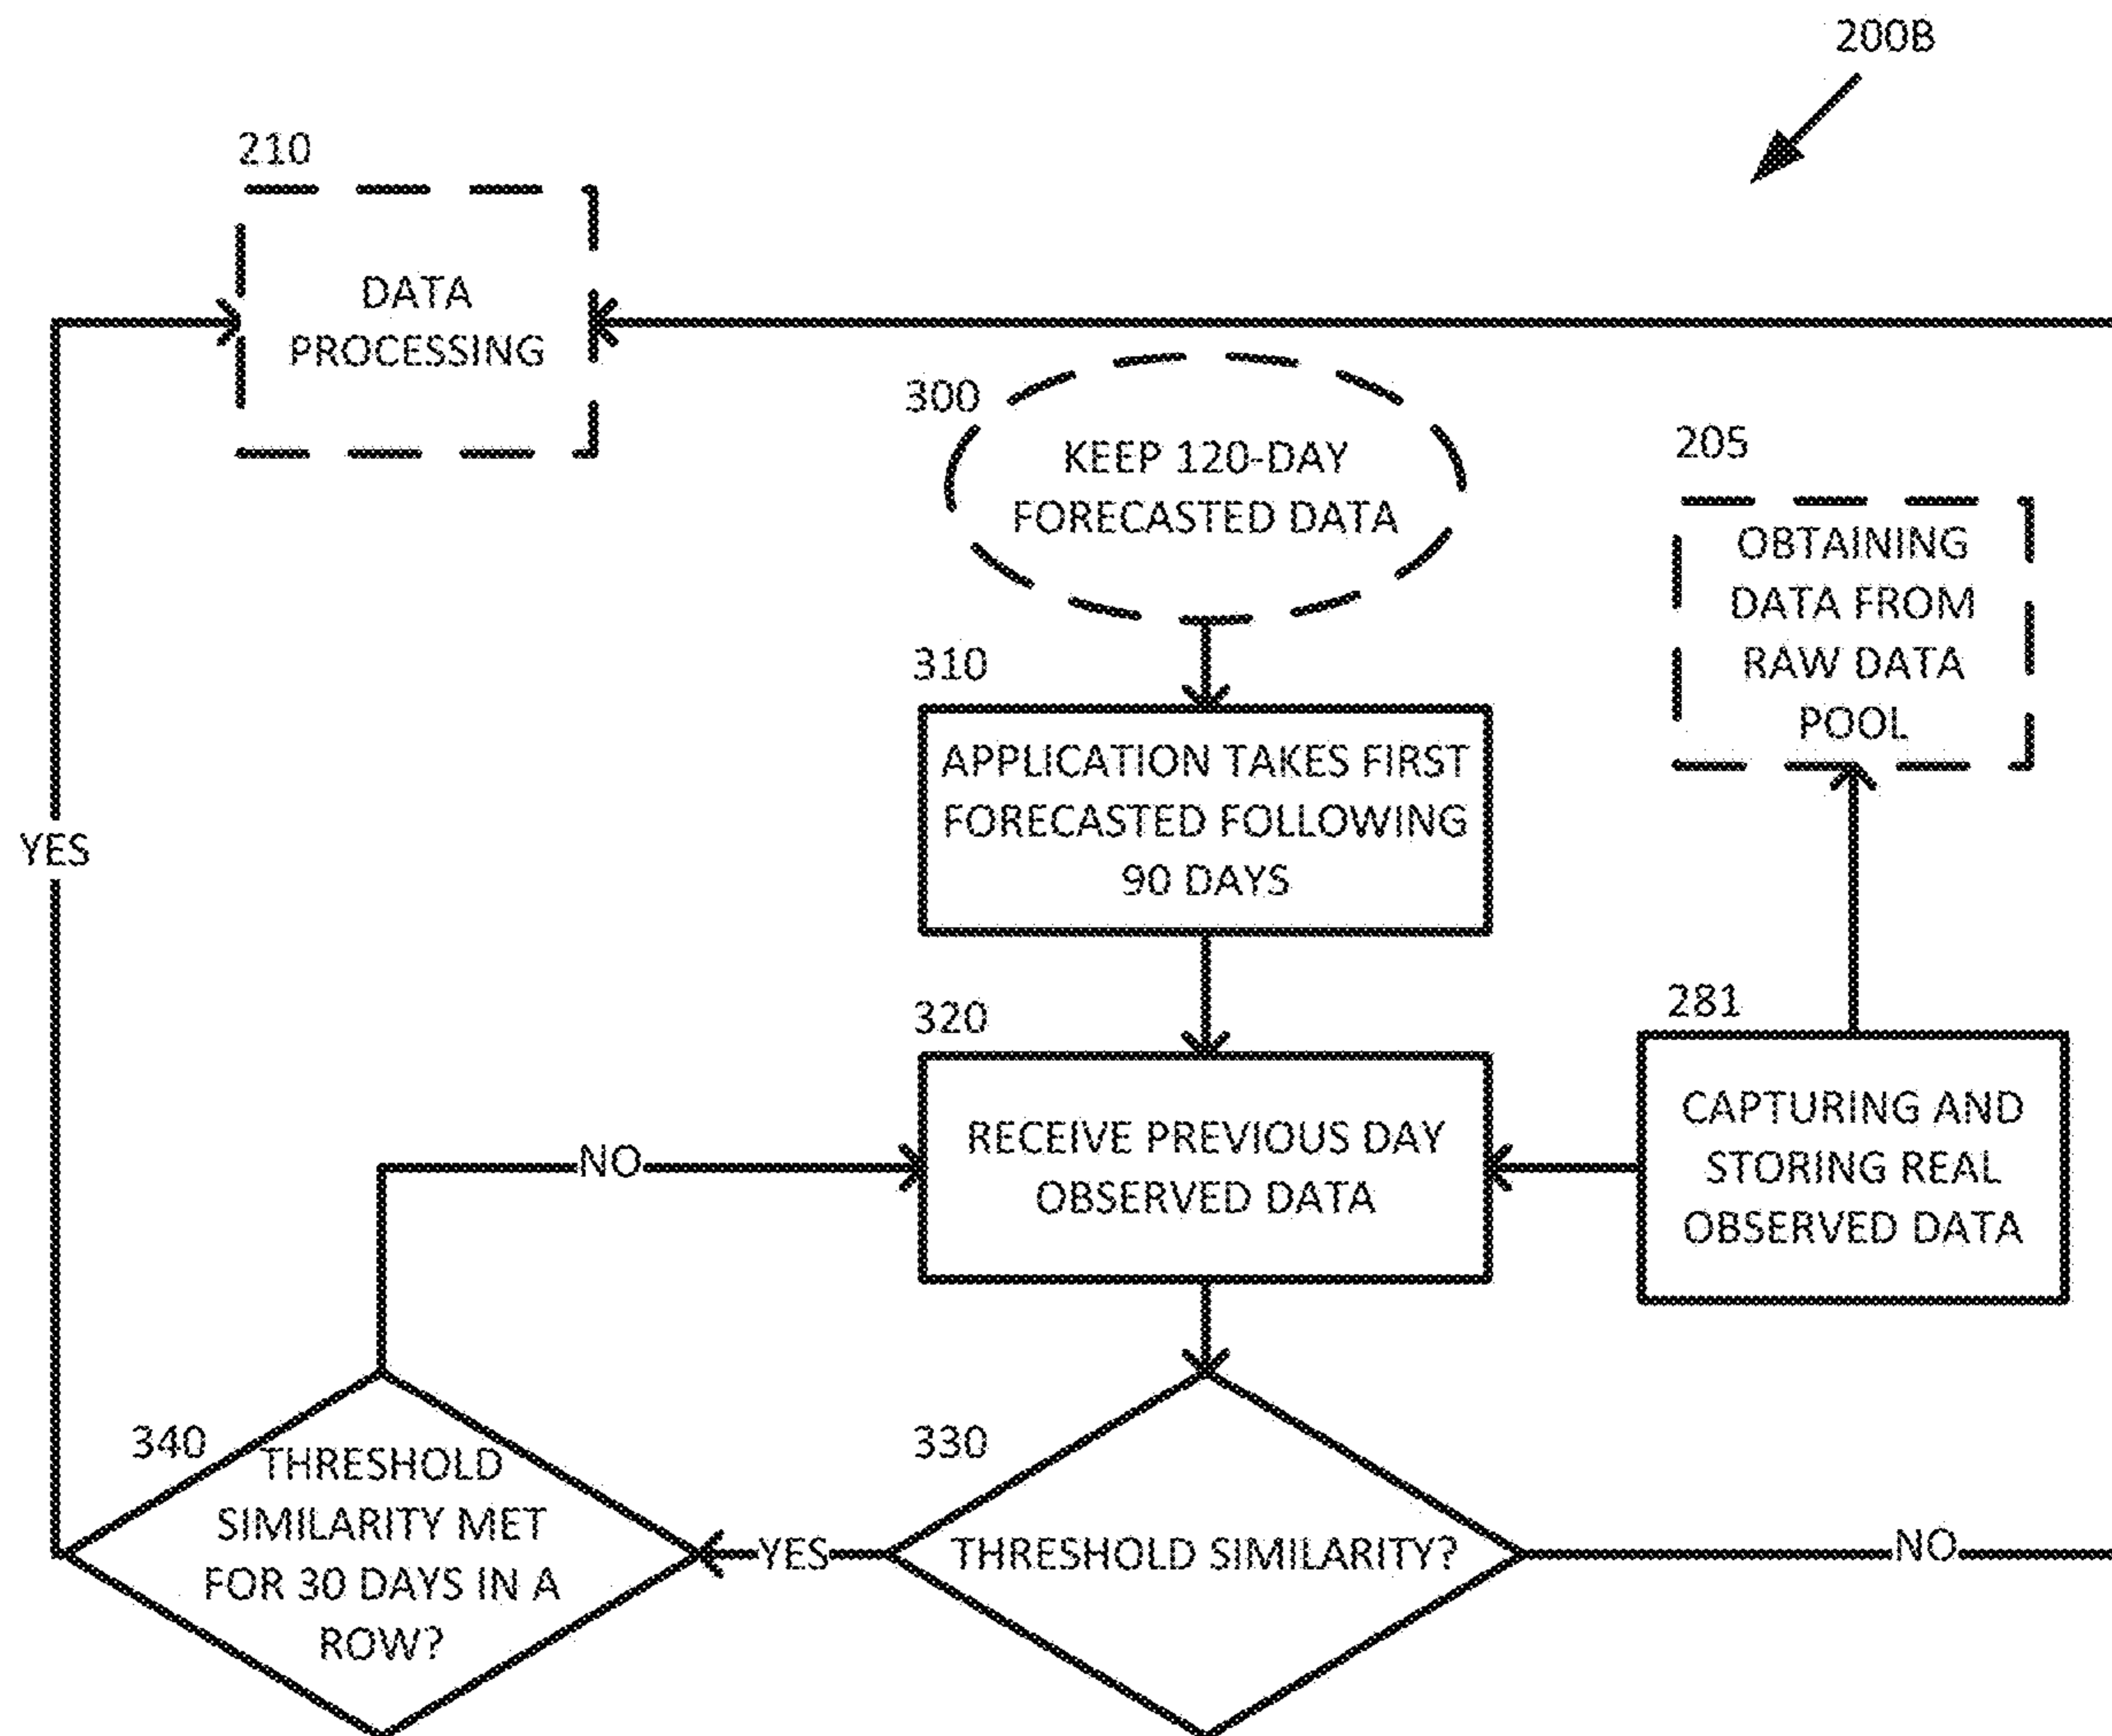 200B
210
DATA
PROCESSING
300
KEEP 120-DAY
FORECASTED DATA
205
OBTAINING
DATA FROM
RAW DATA
POOL
310
APPLICATION TAKES FIRST
FORECASTED FOLLOWING
90 DAYS
YES
320
RECEIVE PREVIOUS DAY
OBSERVED DATA
281
CAPTURING AND
STORING REAL
OBSERVED DATA
NO
340
THRESHOLD
SIMILARITY MET
FOR 30 DAYS IN A
ROW?
YES
330
THRESHOLD SIMILARITY?
NO